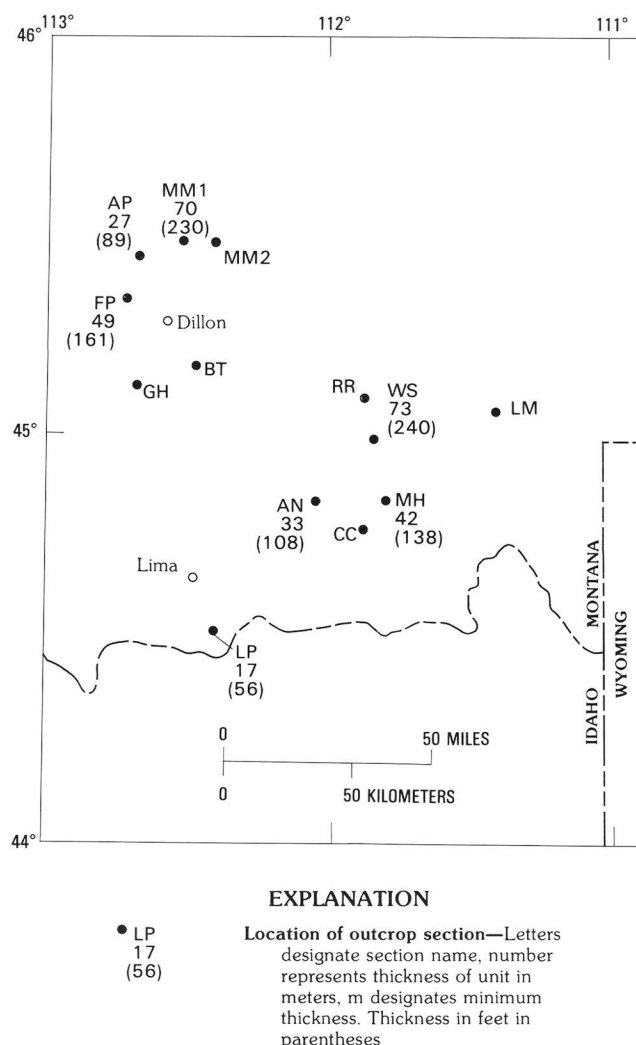 113° 112° 111°
46°
MM1
AP 70
27 (230)
(89)
MM2
FP
49 Dillon
(161)
BT
GH
RR WS LM
73
45° (240)
AN MH
33 42
(108) CC (138)
Lima
MONTANA
WYOMING
IDAHO
LP
17
(56)
0 50 MILES
0 50 KILOMETERS
44°
EXPLANATION
LP
17
(56)
Location of outcrop section—Letters
designate section name, number
represents thickness of unit in
meters, m designates minimum
thickness. Thickness in feet in
parentheses